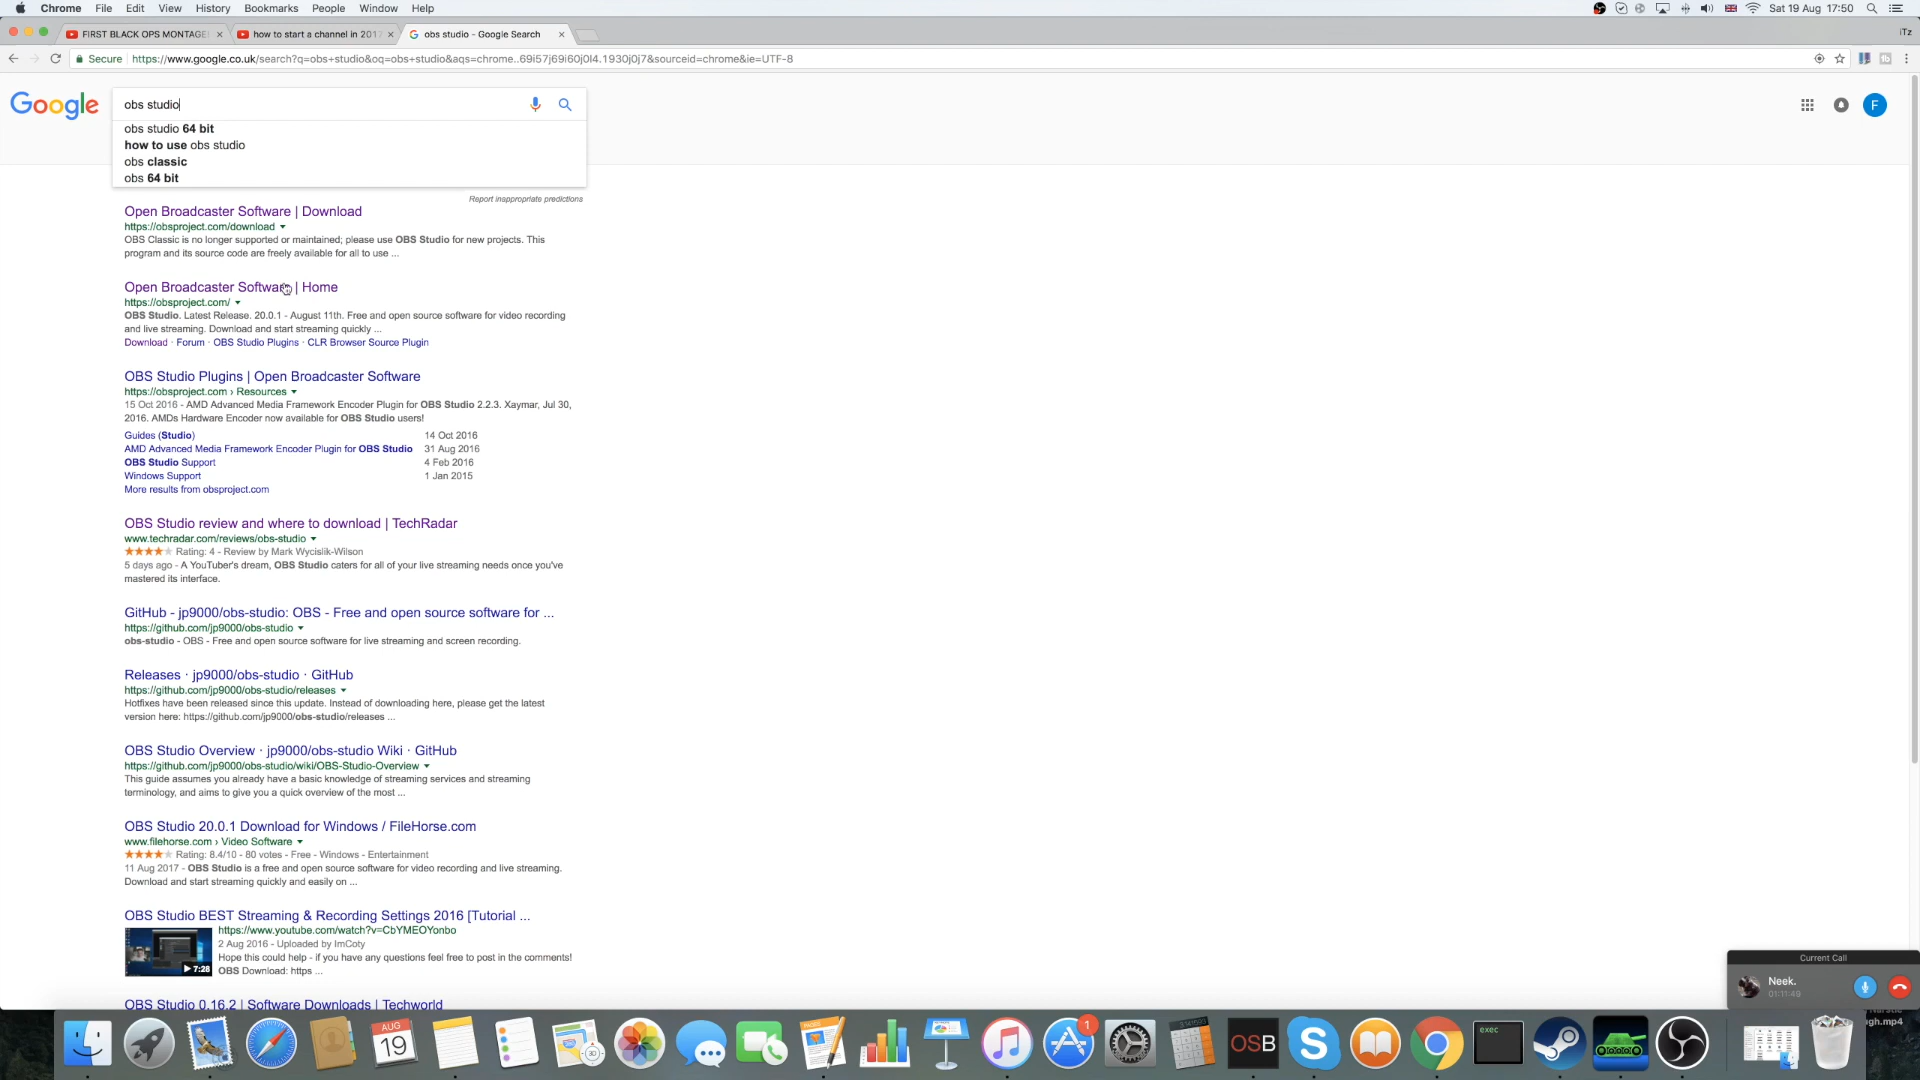 Chrome File Edit View History Bookmarks People Window Help
Sat 19 Aug 17:50
FIRST BLACK OPS MONTAGE
how to start a channel in 2017
obs studio - Google Search
iTz
Secure https://www.google.co.uk/search?q=obs+studio&oq=obs+studio&aqs=chrome..69i57j69i60j0l4.1930j0j7&sourceid=chrome&ie=UTF-8
Google
obs studio
F
obs studio 64 bit
how to use obs studio
obs classic
obs 64 bit
Report inappropriate predictions
Open Broadcaster Software | Download
https://obsproject.com/download
OBS Classic is no longer supported or maintained; please use OBS Studio for new projects. This
program and its source code are freely available for all to use ...
Open Broadcaster Software | Home
https://obsproject.com/
OBS Studio. Latest Release. 20.0.1 - August 11th. Free and open source software for video recording
and live streaming. Download and start streaming quickly ...
Download · Forum · OBS Studio Plugins · CLR Browser Source Plugin
OBS Studio Plugins | Open Broadcaster Software
https://obsproject.com › Resources
15 Oct 2016 - AMD Advanced Media Framework Encoder Plugin for OBS Studio 2.2.3. Xaymar, Jul 30,
2016. AMDs Hardware Encoder now available for OBS Studio users!
Guides (Studio) 14 Oct 2016
AMD Advanced Media Framework Encoder Plugin for OBS Studio 31 Aug 2016
OBS Studio Support 4 Feb 2016
Windows Support 1 Jan 2015
More results from obsproject.com
OBS Studio review and where to download | TechRadar
www.techradar.com/reviews/obs-studio
Rating: 4 - Review by Mark Wycislik-Wilson
5 days ago - A YouTuber's dream, OBS Studio caters for all of your live streaming needs once you've
mastered its interface.
GitHub - jp9000/obs-studio: OBS - Free and open source software for ...
https://github.com/jp9000/obs-studio
obs-studio - OBS - Free and open source software for live streaming and screen recording.
Releases · jp9000/obs-studio · GitHub
https://github.com/jp9000/obs-studio/releases
Hotfixes have been released since this update. Instead of downloading here, please get the latest
version here: https://github.com/jp9000/obs-studio/releases ...
OBS Studio Overview · jp9000/obs-studio Wiki · GitHub
https://github.com/jp9000/obs-studio/wiki/OBS-Studio-Overview
This guide assumes you already have a basic knowledge of streaming services and streaming
terminology, and aims to give you a quick overview of the most ...
OBS Studio 20.0.1 Download for Windows / FileHorse.com
www.filehorse.com › Video Software
Rating: 8.4/10 - 80 votes - Free - Windows - Entertainment
11 Aug 2017 - OBS Studio is a free and open source software for video recording and live streaming.
Download and start streaming quickly and easily on ...
OBS Studio BEST Streaming & Recording Settings 2016 [Tutorial ...
https://www.youtube.com/watch?v=CbYMEOYonbo
2 Aug 2016 - Uploaded by ImCoty
Hope this could help - if you have any questions feel free to post in the comments!
OBS Download: https ...
7:28
OBS Studio 0.16.2 | Software Downloads | Techworld
Current Call
Neek.
01:11:49
ugh.mp4
AUG
19
1
OSB
exec